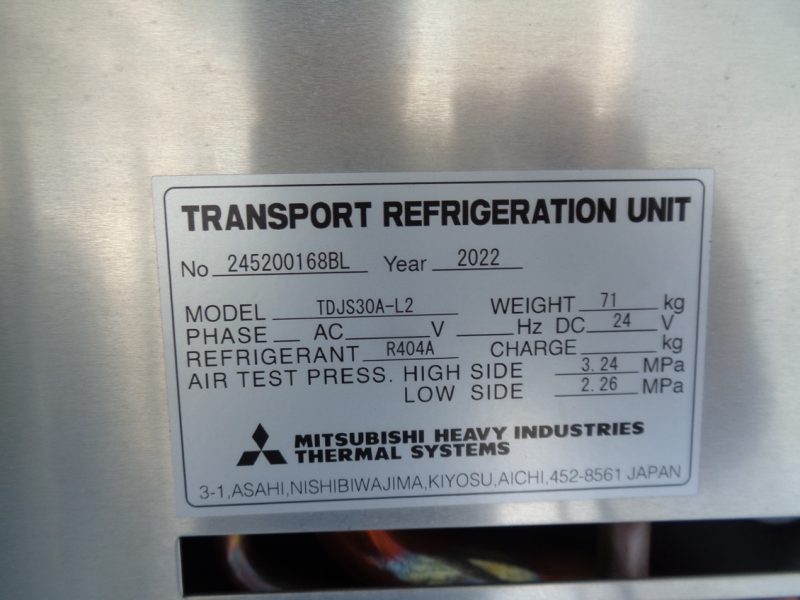 TRANSPORT REFRIGERATION UNIT
No 245200168BL Year 2022
MODEL TDJS30A-L2 WEIGHT 71 kg
PHASE AC V Hz DC 24 V
REFRIGERANT R404A CHARGE kg
AIR TEST PRESS. HIGH SIDE 3.24 MPa
LOW SIDE 2.26 MPa
MITSUBISHI HEAVY INDUSTRIES
THERMAL SYSTEMS
3-1,ASAHI,NISHIBIWAJIMA,KIYOSU,AICHI,452-8561 JAPAN